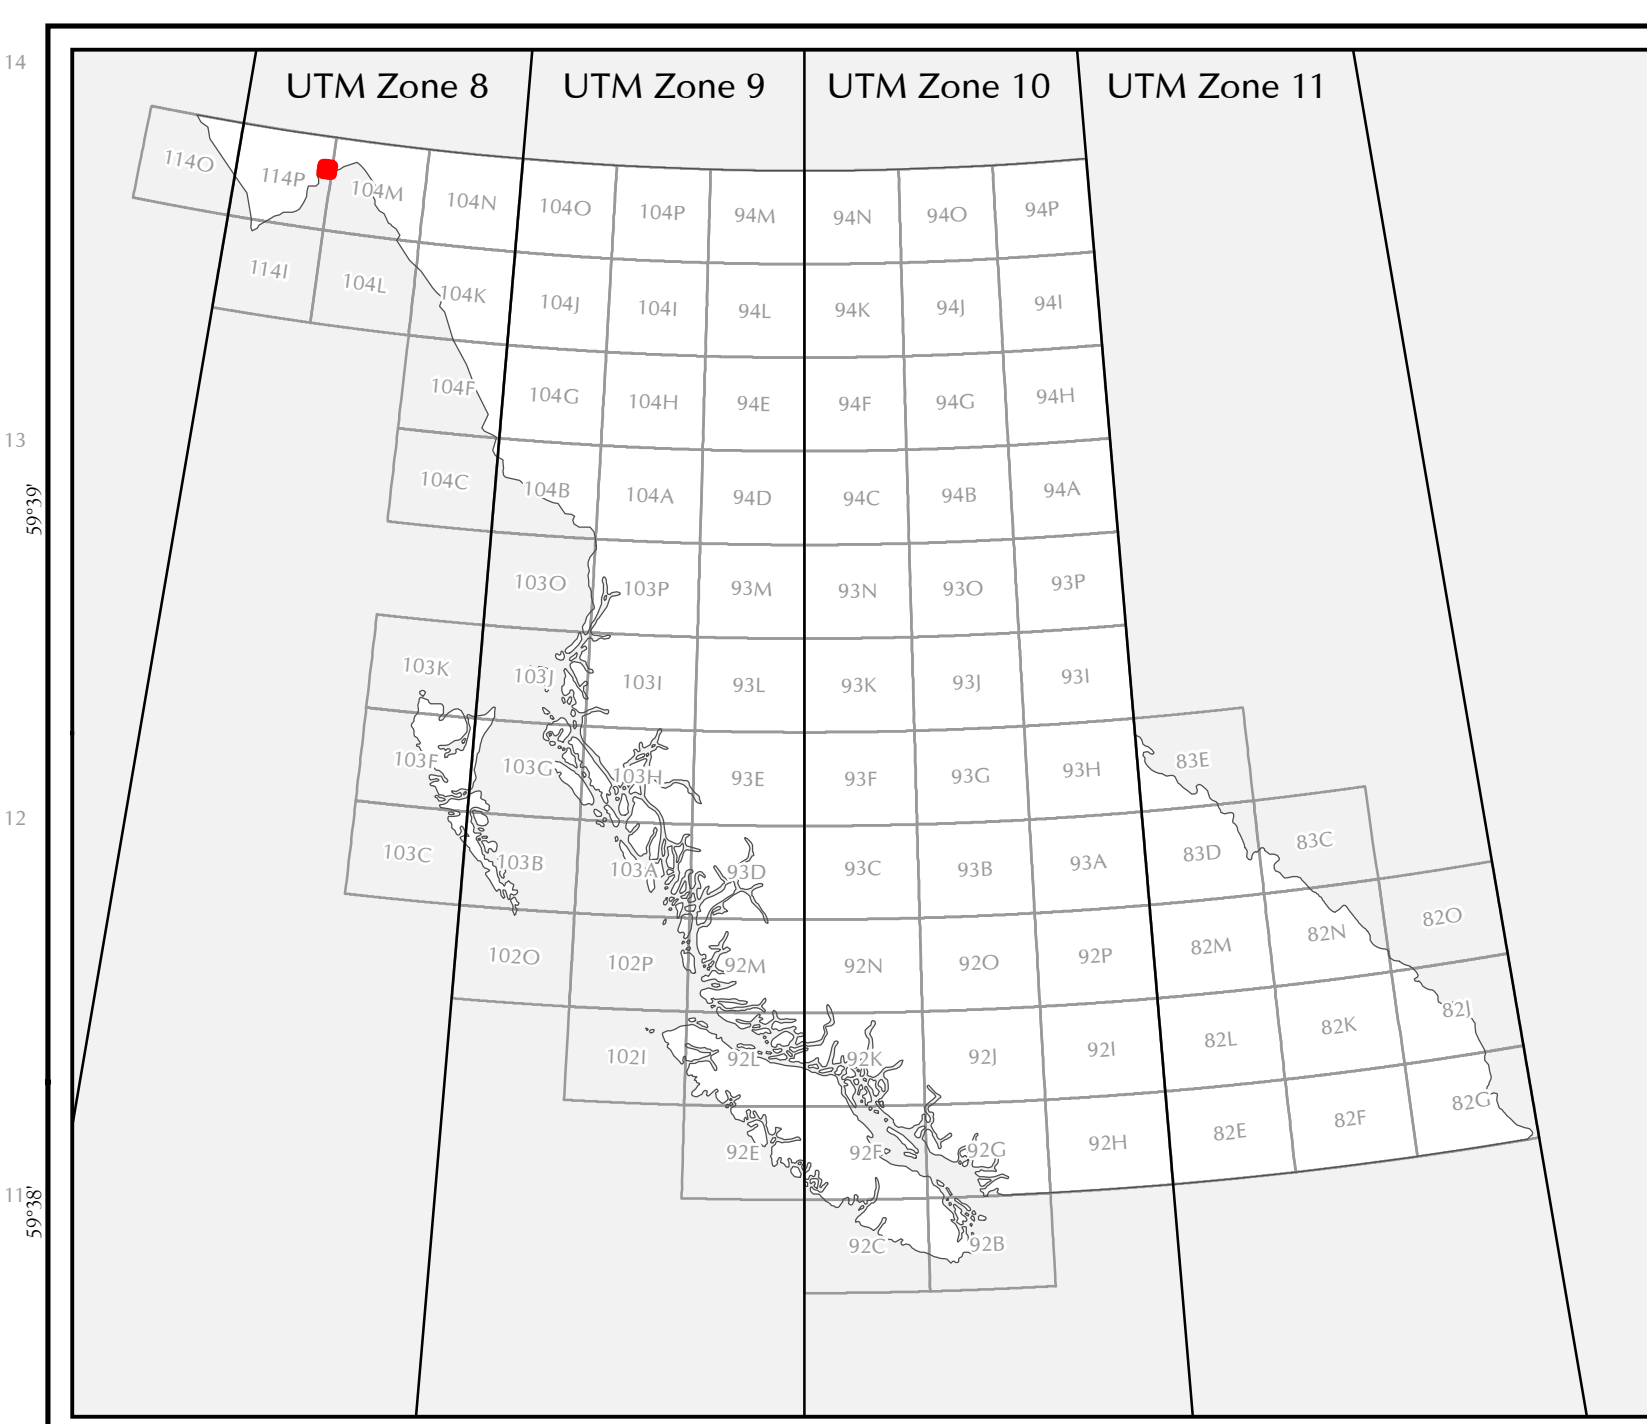 14
UTM Zone 8 UTM Zone 9 UTM Zone 10 UTM Zone 11
114O 114P 104M 104N 104O 104P 94M 94N 94O 94P
114I 104L 104K 104J 104I 94L 94K 94J 94I
104F 104G 104H 94E 94F 94G 94H
13
104C 104B 104A 94D 94C 94B 94A
59°39'
103O 103P 93M 93N 93O 93P
103K 103J 103I 93L 93K 93J 93I
103F 103G 103H 93E 93F 93G 93H 83E
12
103C 103B 103A 93D 93C 93B 93A 83D 83C
102O 102P 92M 92N 92O 92P 82M 82N 82O
102I 92L 92K 92J 92I 82L 82K 82J
92E 92F 92G 92H 82E 82F 82G
11
59°38'
92C 92B